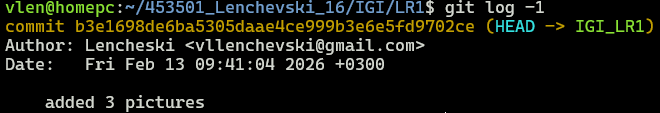 vlen@homepc:~/453501_Lenchevski_16/IGI/LR1$ git log -1
commit b3e1698de6ba5305daae4ce999b3e6e5fd9702ce (HEAD -> IGI_LR1)
Author: Lencheski <vllenchevski@gmail.com>
Date:   Fri Feb 13 09:41:04 2026 +0300

    added 3 pictures